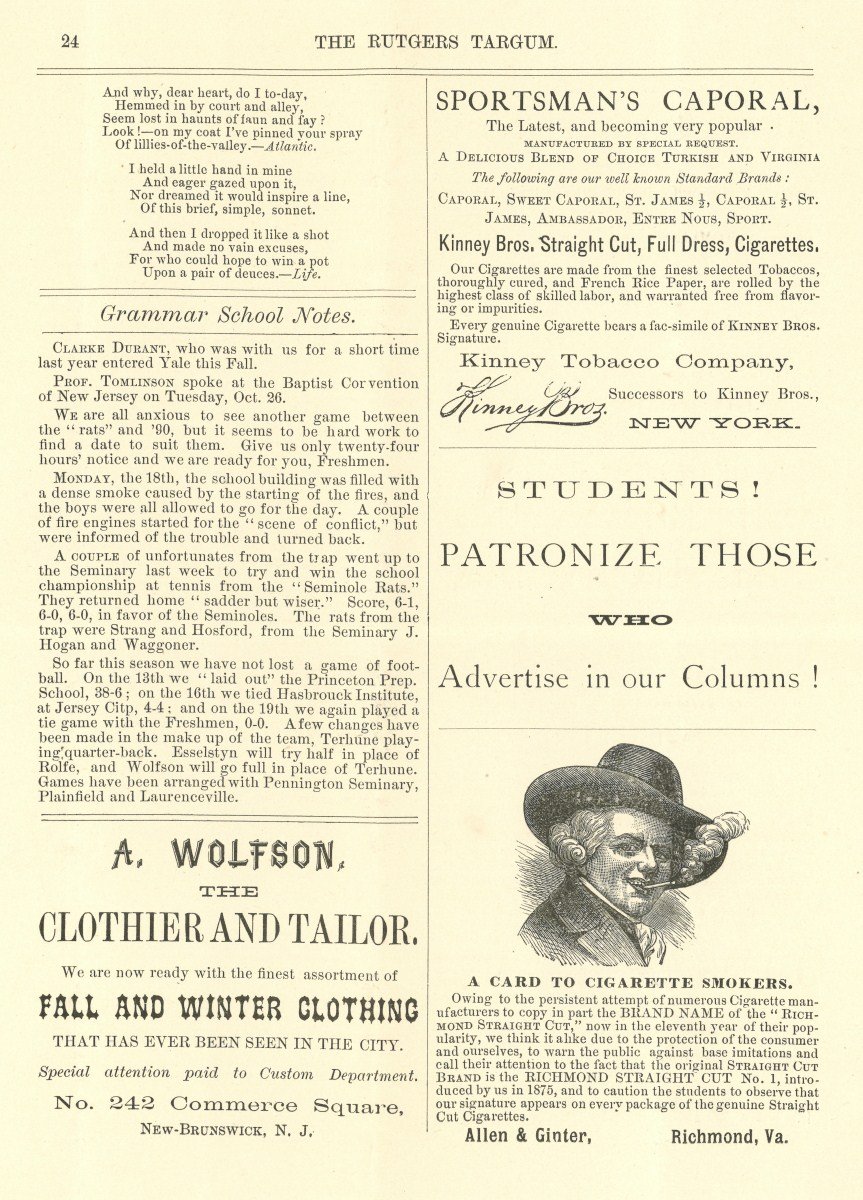 24
THE RUTGERS TARGUM.
And why, dear heart, do I to-day,
Hemmed in by court and alley,
Seem lost in haunts of faun and fay ?
Look !—on my coat I've pinned your spray
Of lillies-of-the-valley.—Atlantic.
I held a little hand in mine
And eager gazed upon it,
Nor dreamed it would inspire a line,
Of this brief, simple, sonnet.
And then I dropped it like a shot
And made no vain excuses,
For who could hope to win a pot
Upon a pair of deuces.—Life.
Grammar School Notes.
CLARKE DURANT, who was with us for a short time
last year entered Yale this Fall.
PROF. TOMLINSON spoke at the Baptist Convention
of New Jersey on Tuesday, Oct. 26.
WE are all anxious to see another game between
the "rats" and '90, but it seems to be hard work to
find a date to suit them. Give us only twenty-four
hours' notice and we are ready for you, Freshmen.
MONDAY, the 18th, the school building was filled with
a dense smoke caused by the starting of the fires, and
the boys were all allowed to go for the day. A couple
of fire engines started for the "scene of conflict," but
were informed of the trouble and turned back.
A COUPLE of unfortunates from the trap went up to
the Seminary last week to try and win the school
championship at tennis from the "Seminole Rats."
They returned home "sadder but wiser." Score, 6-1,
6-0, 6-0, in favor of the Seminoles. The rats from the
trap were Strang and Hosford, from the Seminary J.
Hogan and Waggoner.
So far this season we have not lost a game of foot-
ball. On the 13th we "laid out" the Princeton Prep.
School, 38-6 ; on the 16th we tied Hasbrouck Institute,
at Jersey Citp, 4-4 ; and on the 19th we again played a
tie game with the Freshmen, 0-0. A few changes have
been made in the make up of the team, Terhune play-
ing quarter-back. Esselstyn will try half in place of
Rolfe, and Wolfson will go full in place of Terhune.
Games have been arranged with Pennington Seminary,
Plainfield and Laurenceville.
A. WOLFSON,
THE
CLOTHIER AND TAILOR.
We are now ready with the finest assortment of
FALL AND WINTER CLOTHING
THAT HAS EVER BEEN SEEN IN THE CITY.
Special attention paid to Custom Department.
No. 242 Commerce Square,
NEW-BRUNSWICK, N. J.
SPORTSMAN'S CAPORAL,
The Latest, and becoming very popular
MANUFACTURED BY SPECIAL REQUEST.
A DELICIOUS BLEND OF CHOICE TURKISH AND VIRGINIA
The following are our well known Standard Brands :
CAPORAL, SWEET CAPORAL, ST. JAMES ½, CAPORAL ½, ST.
JAMES, AMBASSADOR, ENTRE NOUS, SPORT.
Kinney Bros. Straight Cut, Full Dress, Cigarettes.
Our Cigarettes are made from the finest selected Tobaccos,
thoroughly cured, and French Rice Paper, are rolled by the
highest class of skilled labor, and warranted free from flavor-
ing or impurities.
Every genuine Cigarette bears a fac-simile of KINNEY BROS.
Signature.
Kinney Tobacco Company,
Kinney Bros.
Successors to Kinney Bros.,
NEW YORK.
STUDENTS !
PATRONIZE THOSE
WHO
Advertise in our Columns !
A CARD TO CIGARETTE SMOKERS.
Owing to the persistent attempt of numerous Cigarette man-
ufacturers to copy in part the BRAND NAME of the "RICH-
MOND STRAIGHT CUT," now in the eleventh year of their pop-
ularity, we think it alike due to the protection of the consumer
and ourselves, to warn the public against base imitations and
call their attention to the fact that the original STRAIGHT CUT
BRAND is the RICHMOND STRAIGHT CUT No. 1, intro-
duced by us in 1875, and to caution the students to observe that
our signature appears on every package of the genuine Straight
Cut Cigarettes.
Allen & Ginter, Richmond, Va.